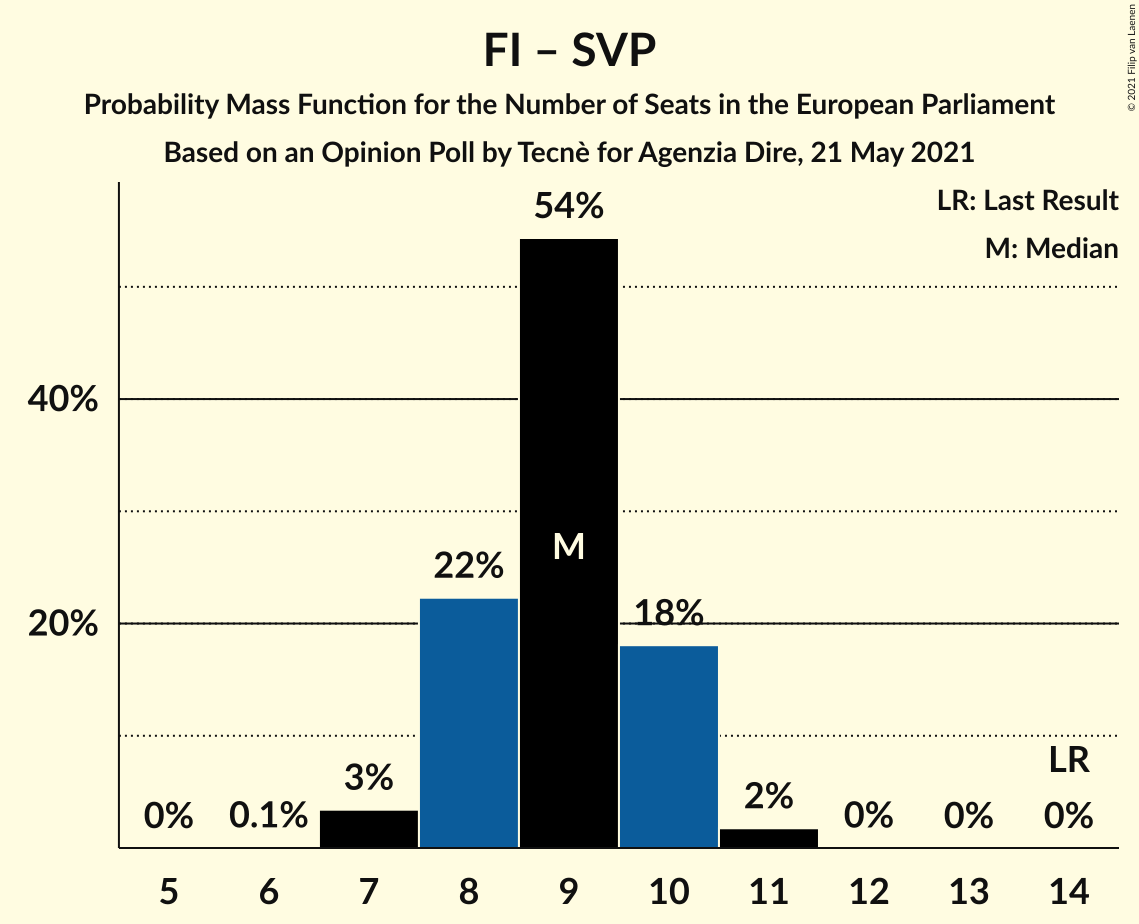 FI – SVP
Probability Mass Function for the Number of Seats in the European Parliament
Based on an Opinion Poll by Tecnè for Agenzia Dire, 21 May 2021
© 2021 Filip van Laenen
LR: Last Result
M: Median
54%
40%
M
22%
20%
18%
LR
3%
2%
0%
0.1%
0%
0%
0%
5 6 7 8 9 10 11 12 13 14